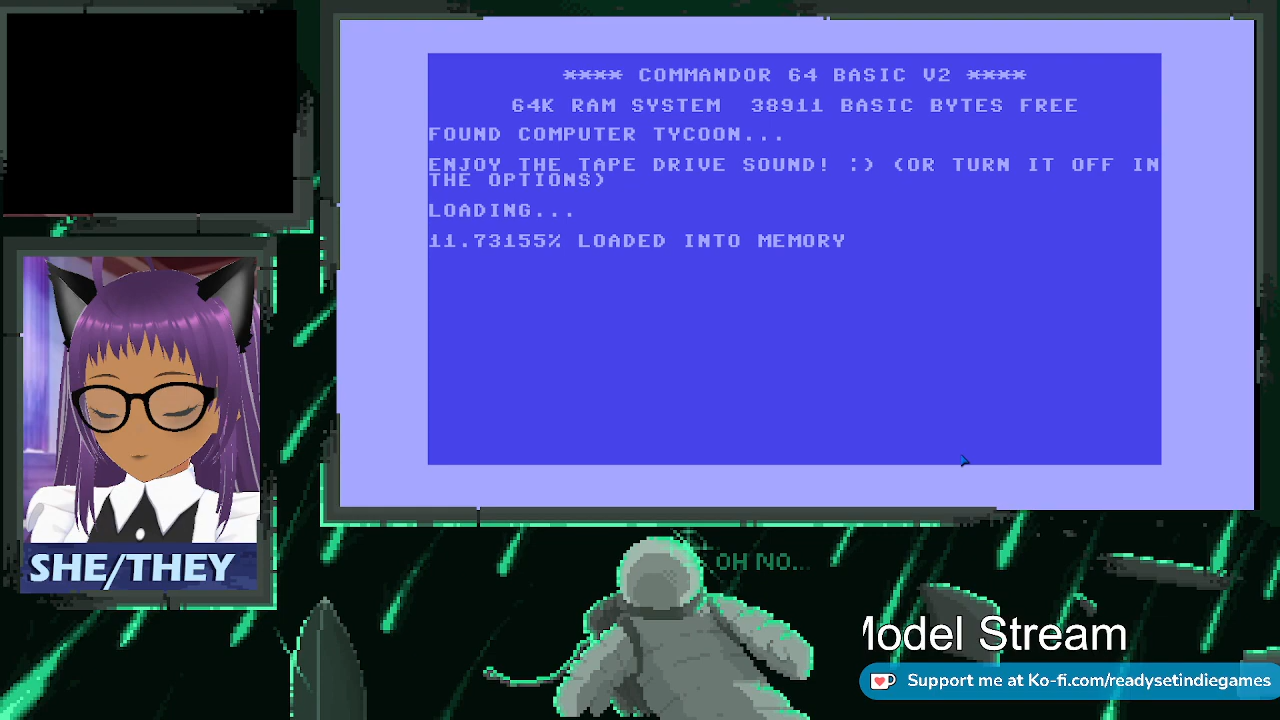 **** COMMANDOR 64 BASIC V2 ****
64K RAM SYSTEM 38911 BASIC BYTES FREE
FOUND COMPUTER TYCOON...
ENJOY THE TAPE DRIVE SOUND! :) (OR TURN IT OFF IN
THE OPTIONS)
LOADING...
11.73155% LOADED INTO MEMORY
SHE/THEY
OH NO...
Model Stream
Support me at Ko-fi.com/readysetindiegames